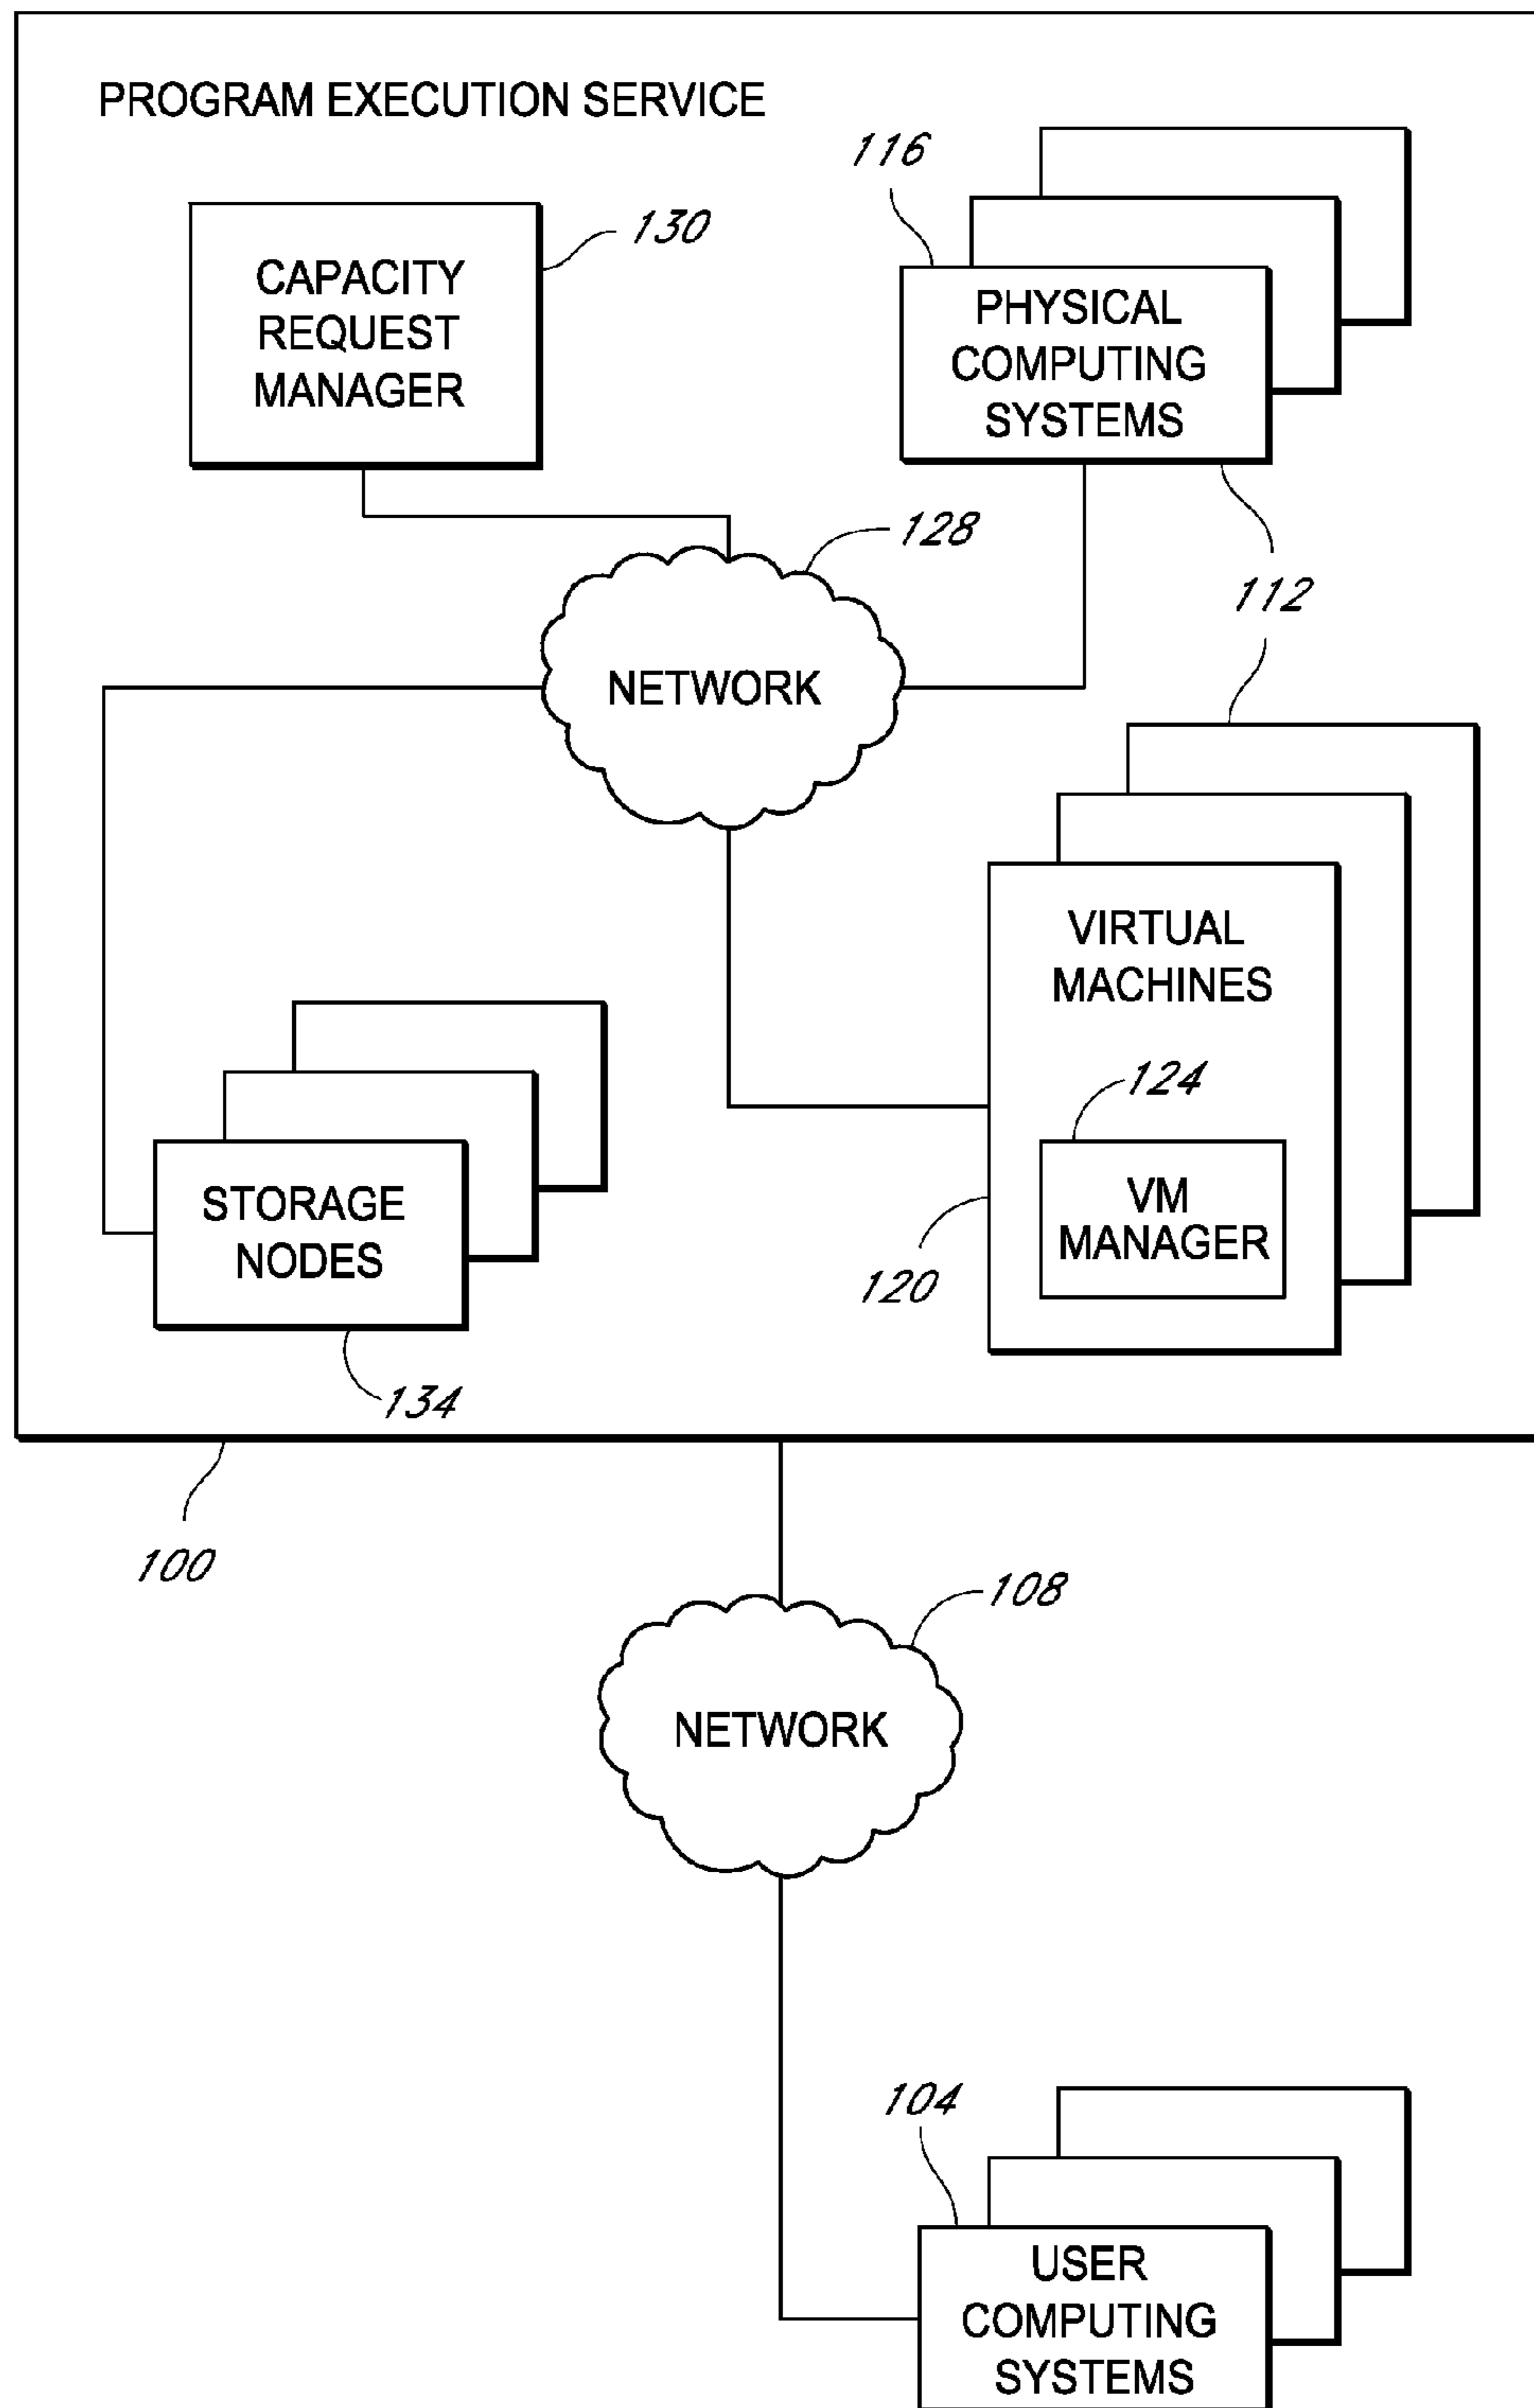 PROGRAM EXECUTION SERVICE
116
130
CAPACITY
REQUEST
MANAGER
PHYSICAL
COMPUTING
SYSTEMS
128
112
NETWORK
VIRTUAL
MACHINES
124
VM
MANAGER
120
STORAGE
NODES
134
100
108
NETWORK
104
USER
COMPUTING
SYSTEMS